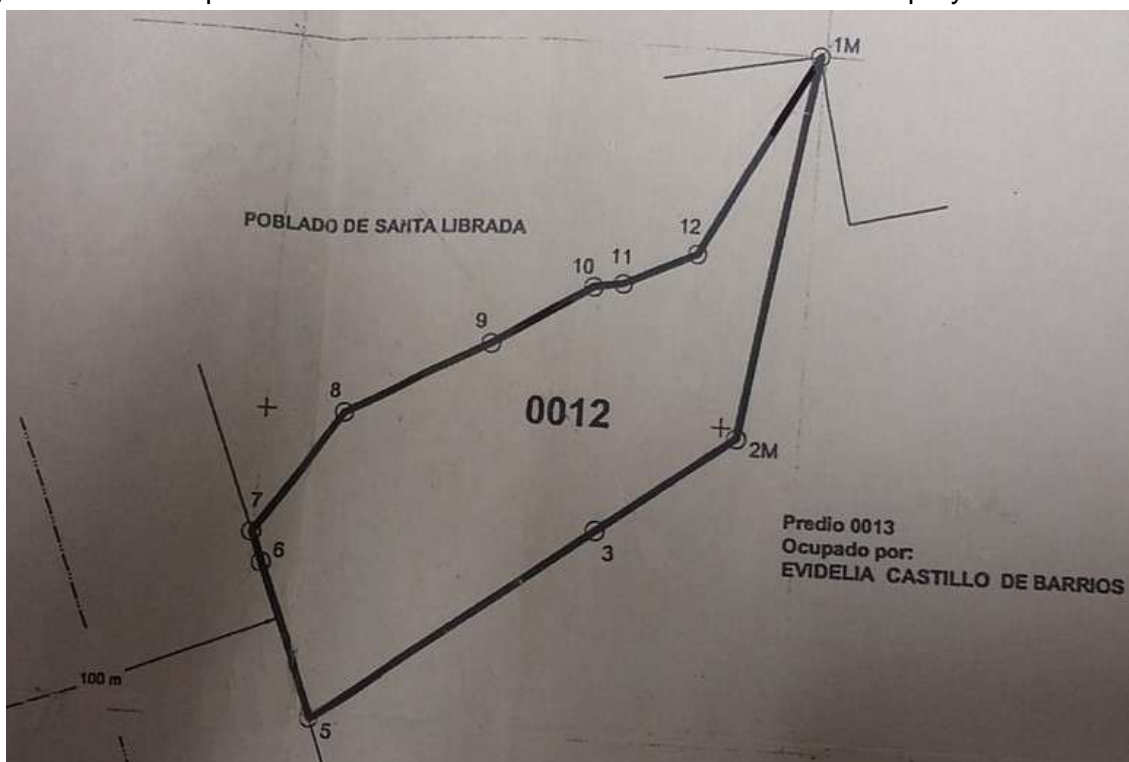 1M
POBLADO DE SANTA LIBRADA
12
11
10
9
8
0012
2M
7
6
3
Predio 0013
Ocupado por:
EVIDELIA CASTILLO DE BARRIOS
100 m
5